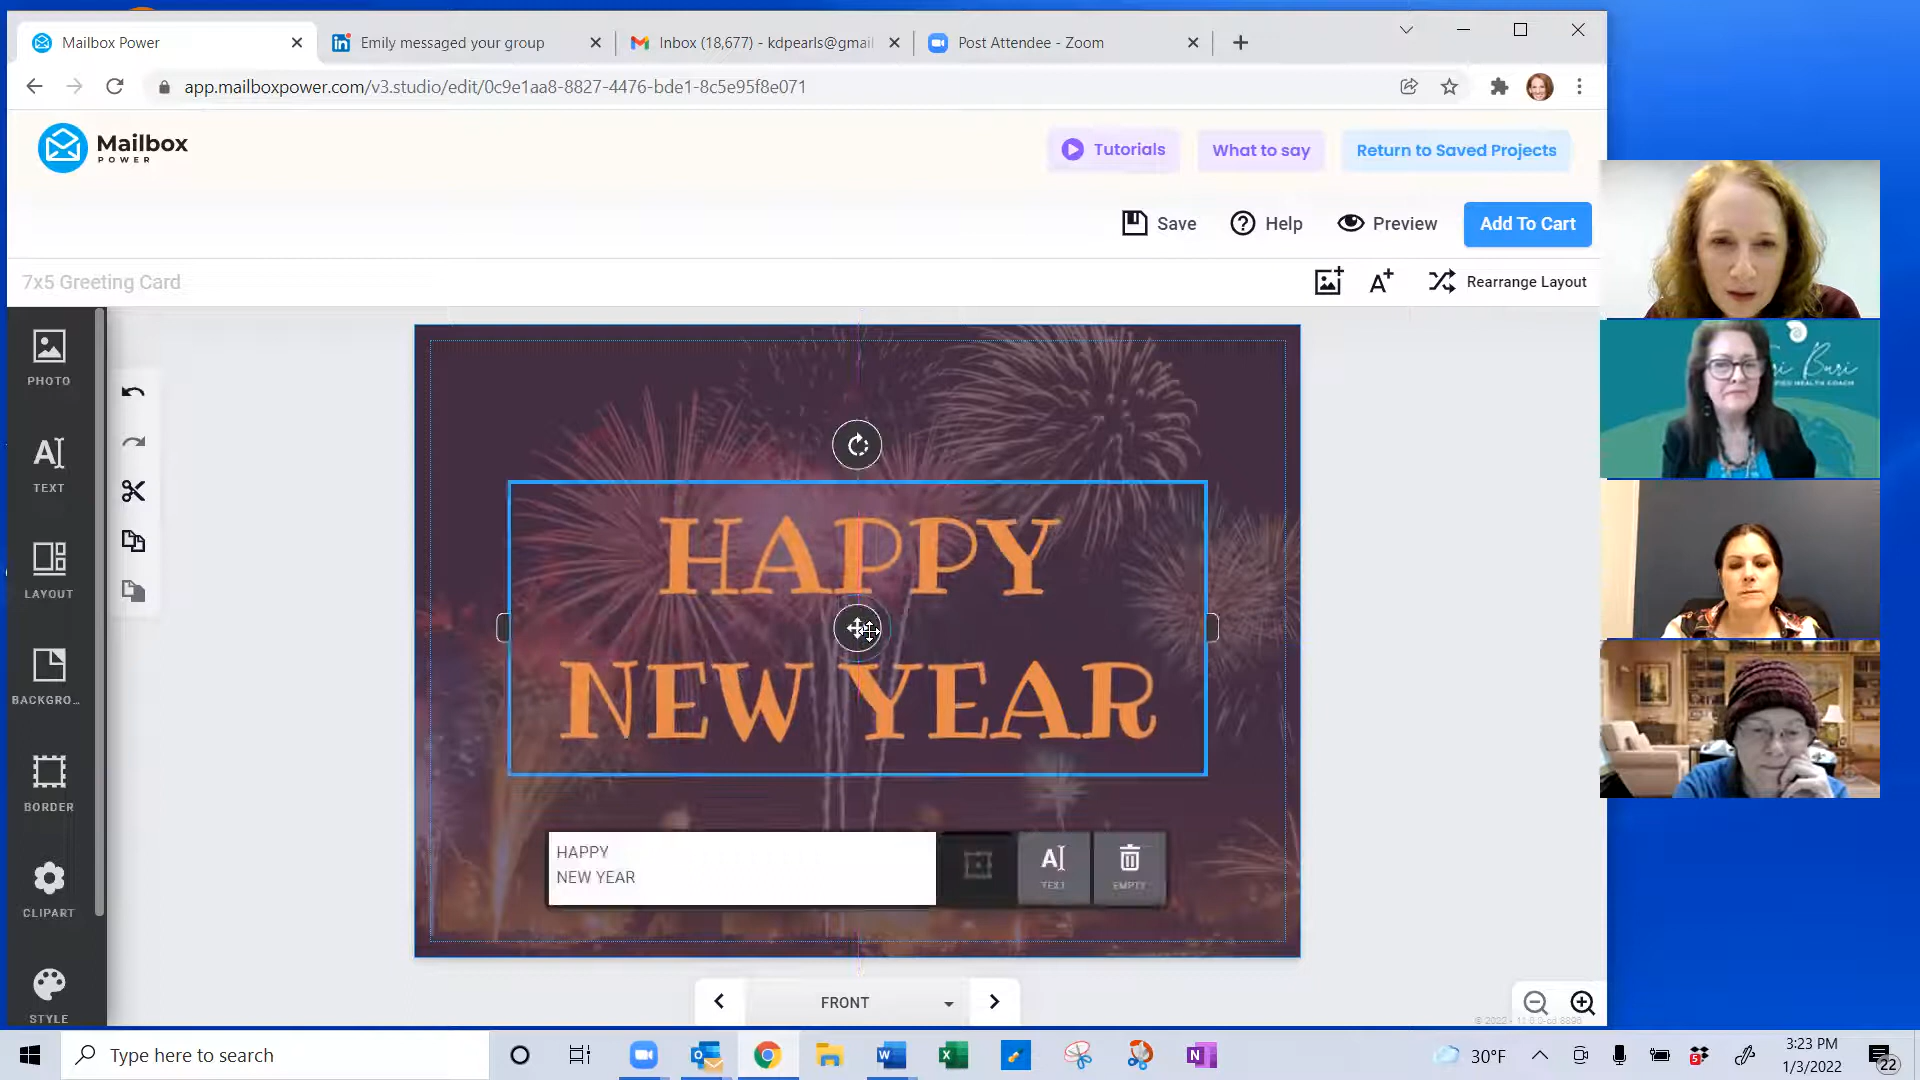 Mailbox Power
Emily messaged your group
Inbox (18,677) - kdpearls@gmail
Post Attendee - Zoom
app.mailboxpower.com/v3.studio/edit/0c9e1aa8-8827-4476-bde1-8c5e95f8e071
Mailbox
POWER
Tutorials
What to say
Return to Saved Projects
Save
Help
Preview
Add To Cart
7x5 Greeting Card
Rearrange Layout
PHOTO
TEXT
LAYOUT
BACKGRO...
BORDER
CLIPART
STYLE
HAPPY
NEW YEAR
HAPPY
NEW YEAR
TEXT
EMPTY
FRONT
Type here to search
30°F
3:23 PM
1/3/2022
22